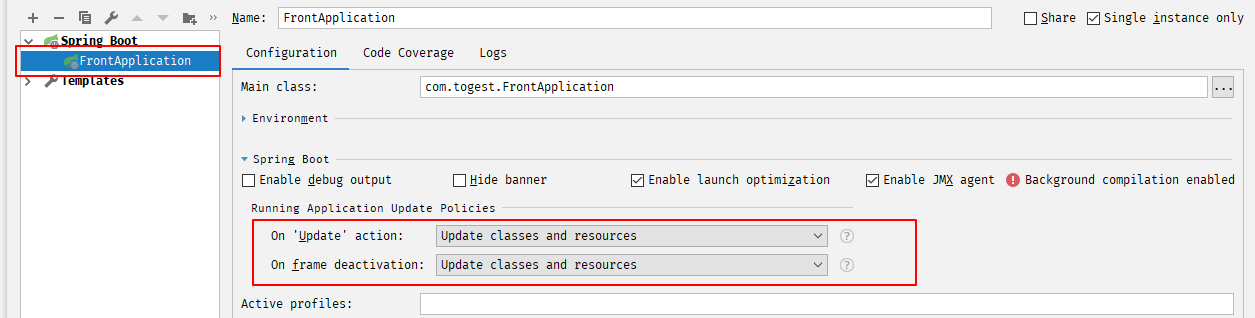 Name: FrontApplication Share Single instance only
Spring Boot
FrontApplication
Templates
Configuration Code Coverage Logs
Main class: com.togest.FrontApplication ...
Environment
Spring Boot
Enable debug output Hide banner Enable launch optimization Enable JMX agent Background compilation enabled
Running Application Update Policies
On 'Update' action: Update classes and resources ?
On frame deactivation: Update classes and resources ?
Active profiles: